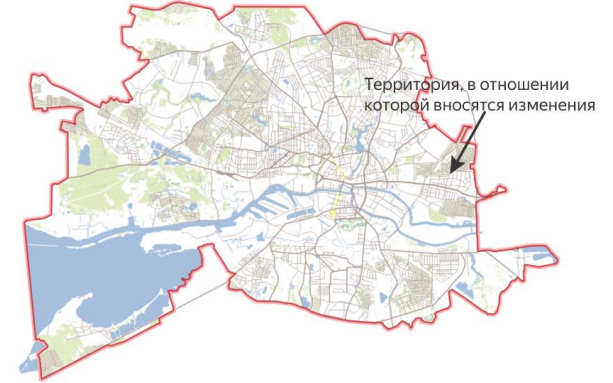 Территория, в отношении
которой вносятся изменения